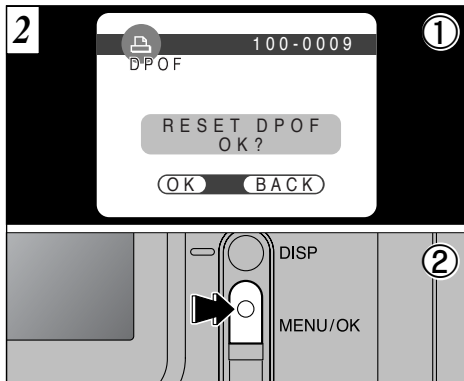 2
①
100-0009
DPOF
RESET DPOF
OK?
OK BACK
②
DISP
MENU/OK